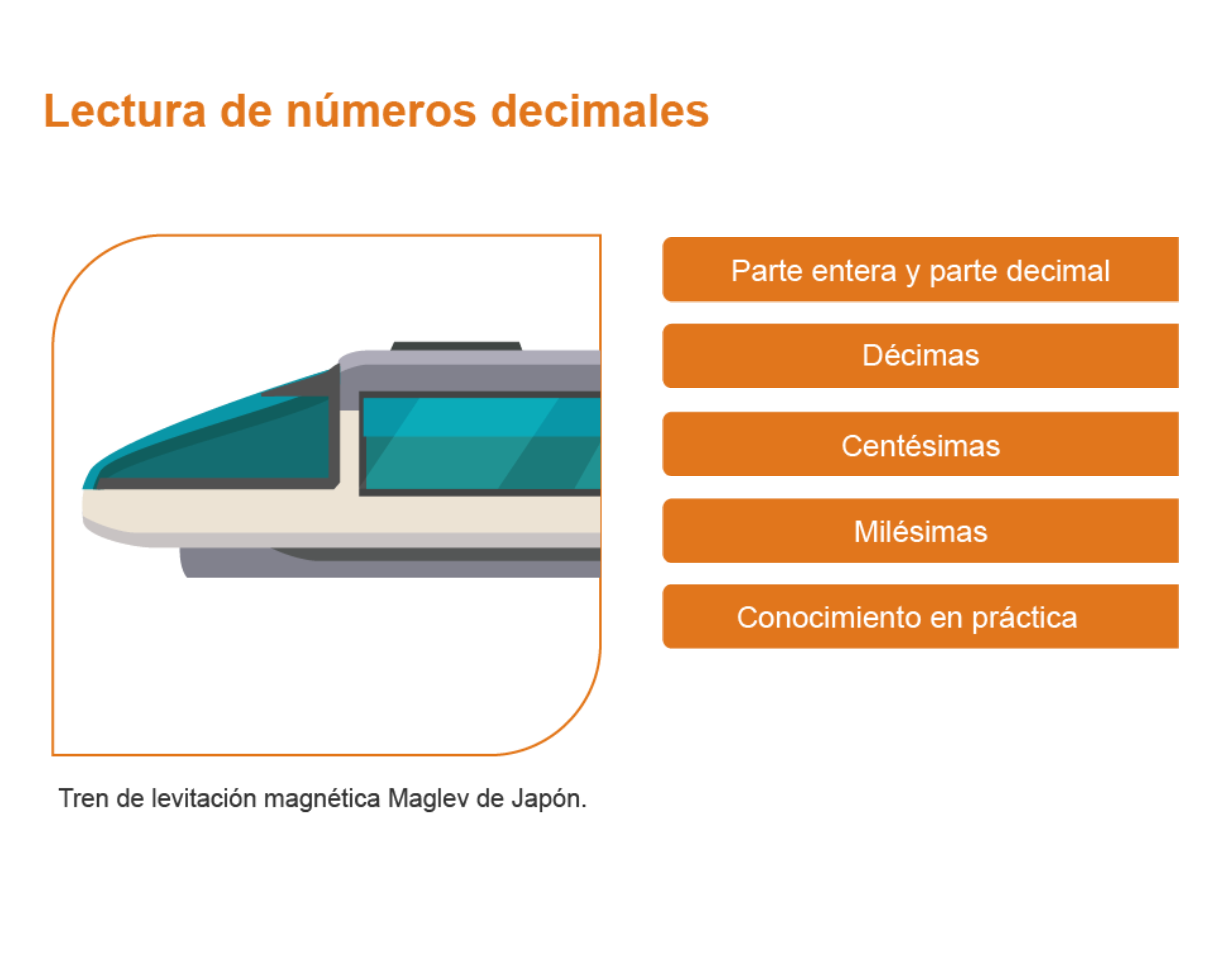 Lectura de números decimales
Parte entera y parte decimal
Décimas
Centésimas
Milésimas
Conocimiento en práctica
Tren de levitación magnética Maglev de Japón.